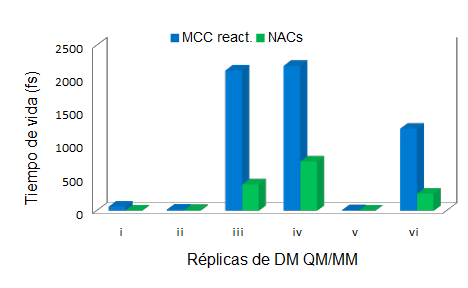 MCC react. NACs
Tiempo de vida (fs)
2500
2000
1500
1000
500
0
i ii iii iv v vi
Réplicas de DM QM/MM